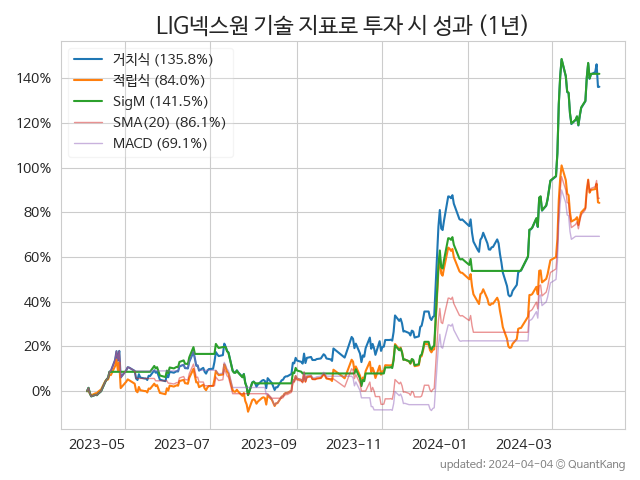 LIG넥스원 기술 지표로 투자 시 성과 (1년)
거치식 (135.8%)
적립식 (84.0%)
SigM (141.5%)
SMA(20) (86.1%)
MACD (69.1%)
140%
120%
100%
80%
60%
40%
20%
0%
2023-05 2023-07 2023-09 2023-11 2024-01 2024-03
updated: 2024-04-04 © QuantKang